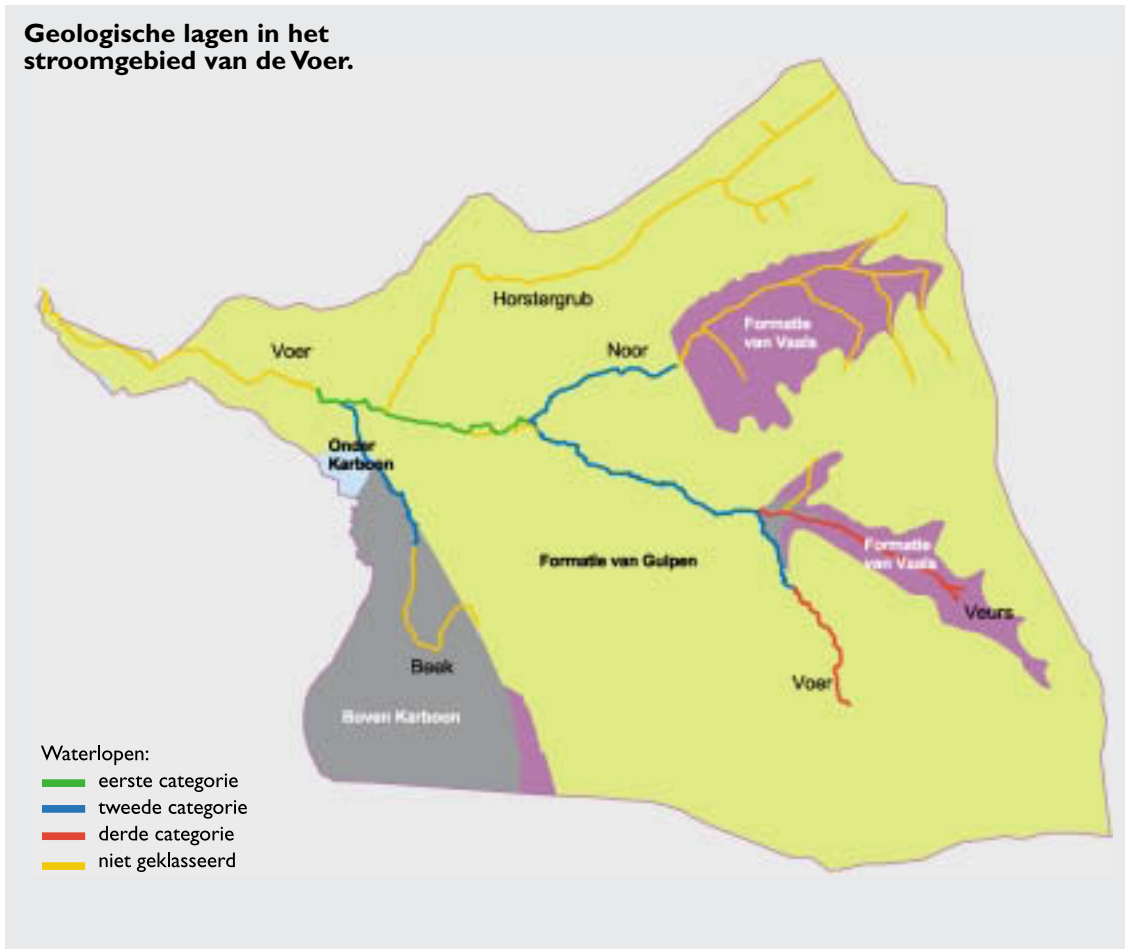 Geologische lagen in het
stroomgebied van de Voer.
Horstergrub
Voer
Noor
Formatie
van Vaals
Onder
Karboon
Formatie van Gulpen
Formatie
van Vaals
Veurs
Beek
Voer
Boven Karboon
Waterlopen:
eerste categorie
tweede categorie
derde categorie
niet geklasseerd